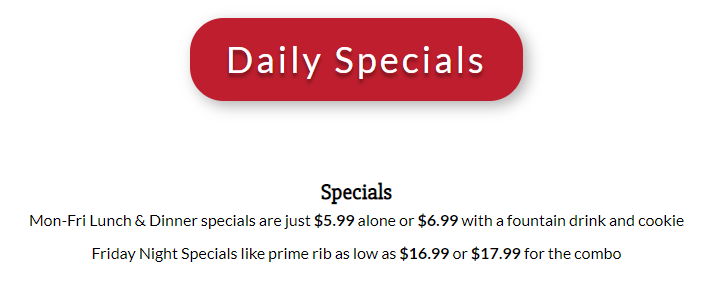 Daily Specials
Specials
Mon-Fri Lunch & Dinner specials are just $5.99 alone or $6.99 with a fountain drink and cookie
Friday Night Specials like prime rib as low as $16.99 or $17.99 for the combo